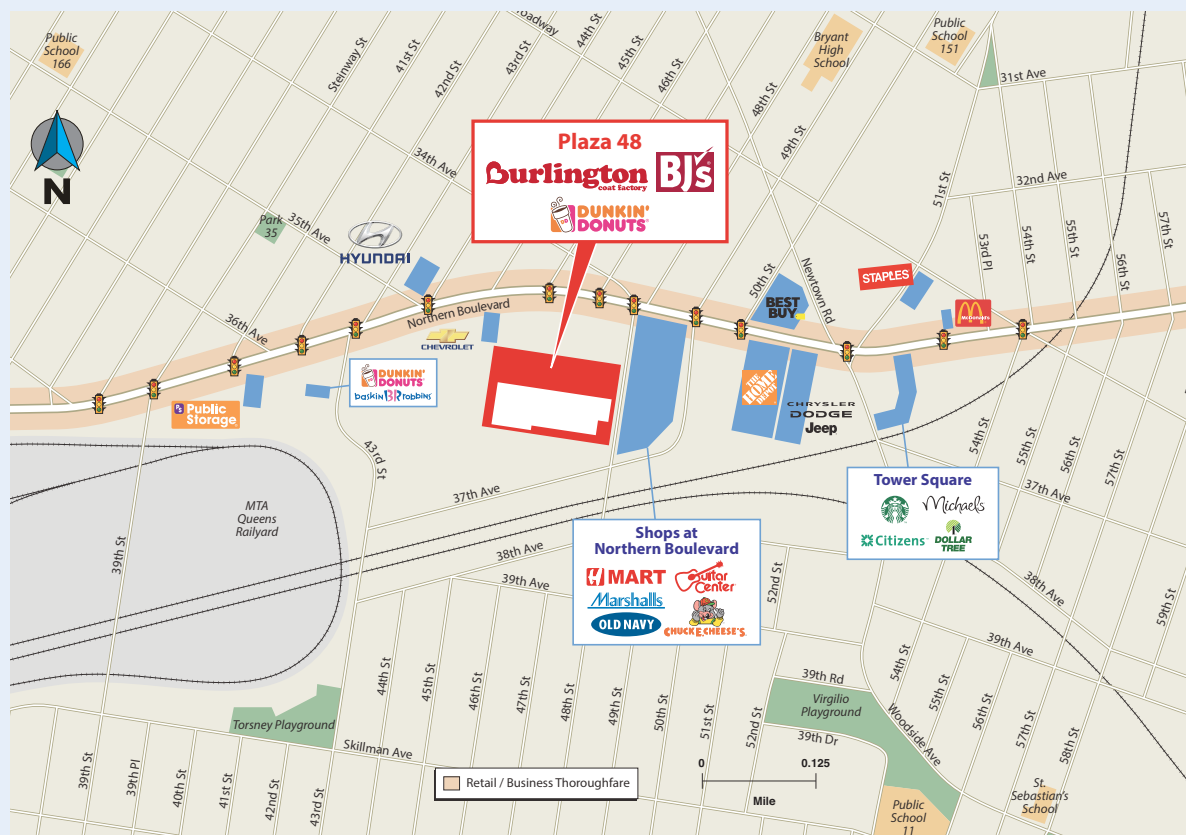 Public
School
166
Steinway St
41st St
42nd St
43rd St
44th St
45th St
46th St
48th St
49th St
Bryant
High
School
Public
School
151
31st Ave
32nd Ave
51st St
53rd Pl
54th St
55th St
56th St
57th St
N
Park
35
35th Ave
34th Ave
36th Ave
HYUNDAI
Plaza 48
Burlington
coat factory
BJ's
DUNKIN'
DONUTS
DD
Northern Boulevard
CHEVROLET
50th St
BEST
BUY
Newtown Rd
STAPLES
McDonald's
PS
Public
Storage
DUNKIN'
DONUTS
baskin BR robbins
THE
HOME
DEPOT
CHRYSLER
DODGE
Jeep
43rd St
37th Ave
38th Ave
39th Ave
39th St
MTA
Queens
Railyard
Shops at
Northern Boulevard
H MART
Guitar
Center
Marshalls
OLD NAVY
CHUCK E. CHEESE'S
Tower Square
Michaels
Citizens
DOLLAR
TREE
54th St
55th St
56th St
57th St
37th Ave
38th Ave
39th Ave
59th St
52nd St
44th St
45th St
46th St
47th St
48th St
49th St
50th St
51st St
52nd St
39th Rd
Virgilio
Playground
39th Dr
Woodside Ave
54th St
55th St
56th St
57th St
58th St
Torsney Playground
Skillman Ave
39th St
39th Pl
40th St
41st St
42nd St
43rd St
Retail / Business Thoroughfare
0
0.125
Mile
Public
School
11
St.
Sebastian's
School